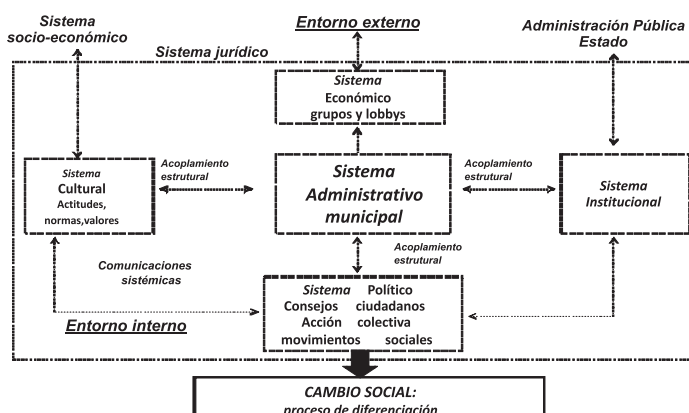 Sistema
socio-económico
Entorno externo
Administración Pública
Estado
Sistema jurídico
Sistema
Económico
grupos y lobbys
Sistema
Cultural
Actitudes,
normas,valores
Acoplamiento
estrutural
Sistema
Administrativo
municipal
Acoplamiento
estrutural
Sistema
Institucional
Acoplamiento
estrutural
Comunicaciones
sistémicas
Entorno interno
Sistema Político
Consejos ciudadanos
Acción colectiva
movimientos sociales
CAMBIO SOCIAL:
proceso de diferenciación